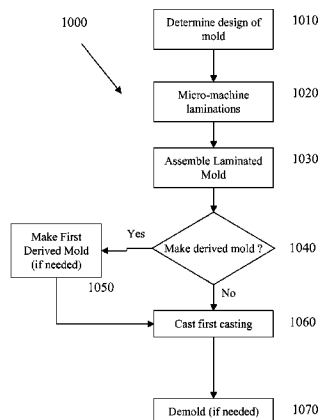 1000
Determine design of
mold
1010
Micro-machine
laminations
1020
Assemble Laminated
Mold
1030
Make derived mold ?
1040
Yes
Make First
Derived Mold
(if needed)
1050
No
Cast first casting
1060
Demold (if needed)
1070